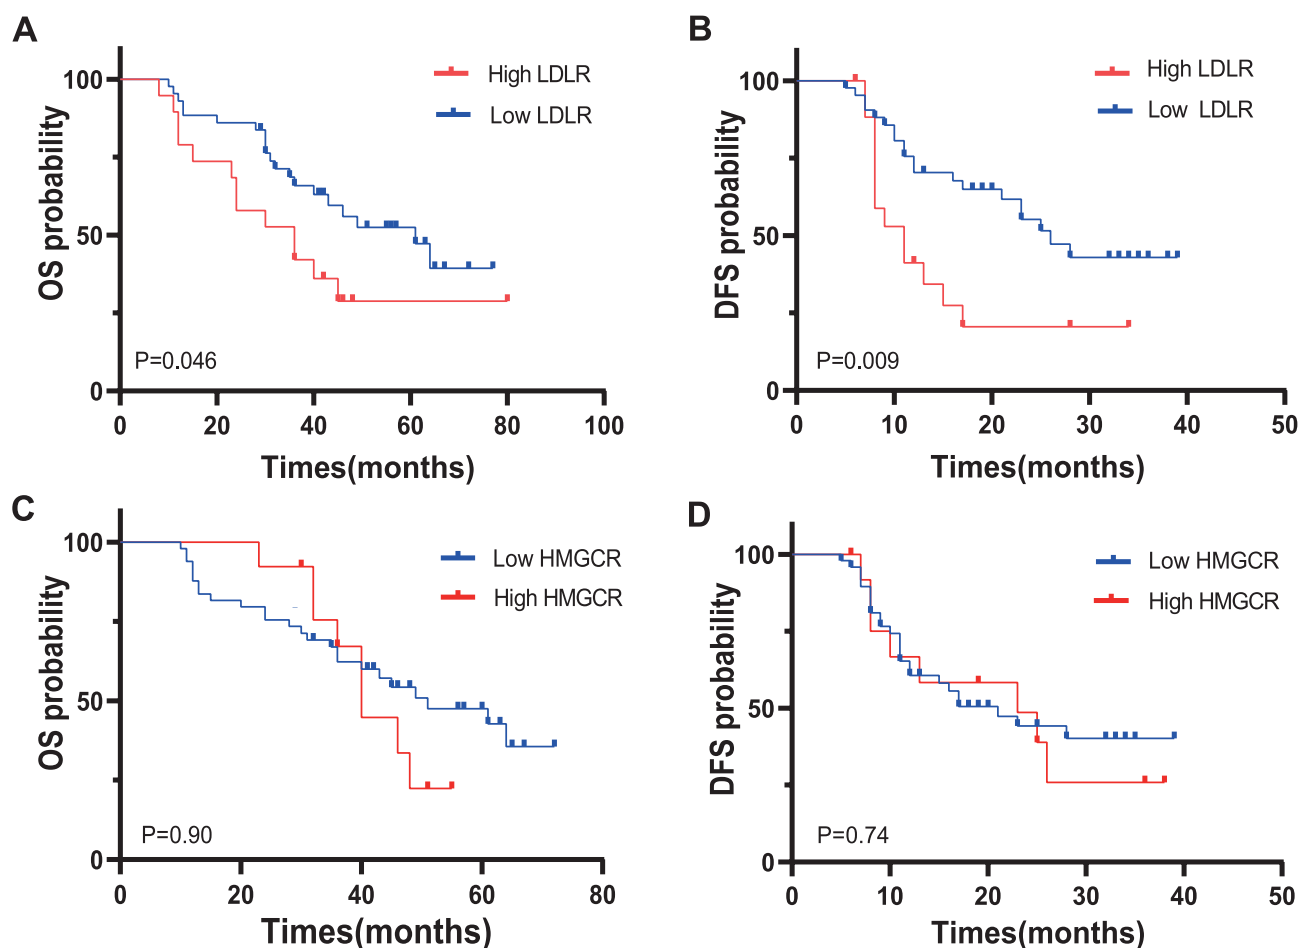 A
OS probability
100
50
0
High LDLR
Low LDLR
P=0.046
0 20 40 60 80 100
Times(months)
B
DFS probability
100
50
0
High LDLR
Low LDLR
P=0.009
0 10 20 30 40 50
Times(months)
C
OS probability
100
50
0
Low HMGCR
High HMGCR
P=0.90
0 20 40 60 80
Times(months)
D
DFS probability
100
50
0
Low HMGCR
High HMGCR
P=0.74
0 10 20 30 40 50
Times(months)